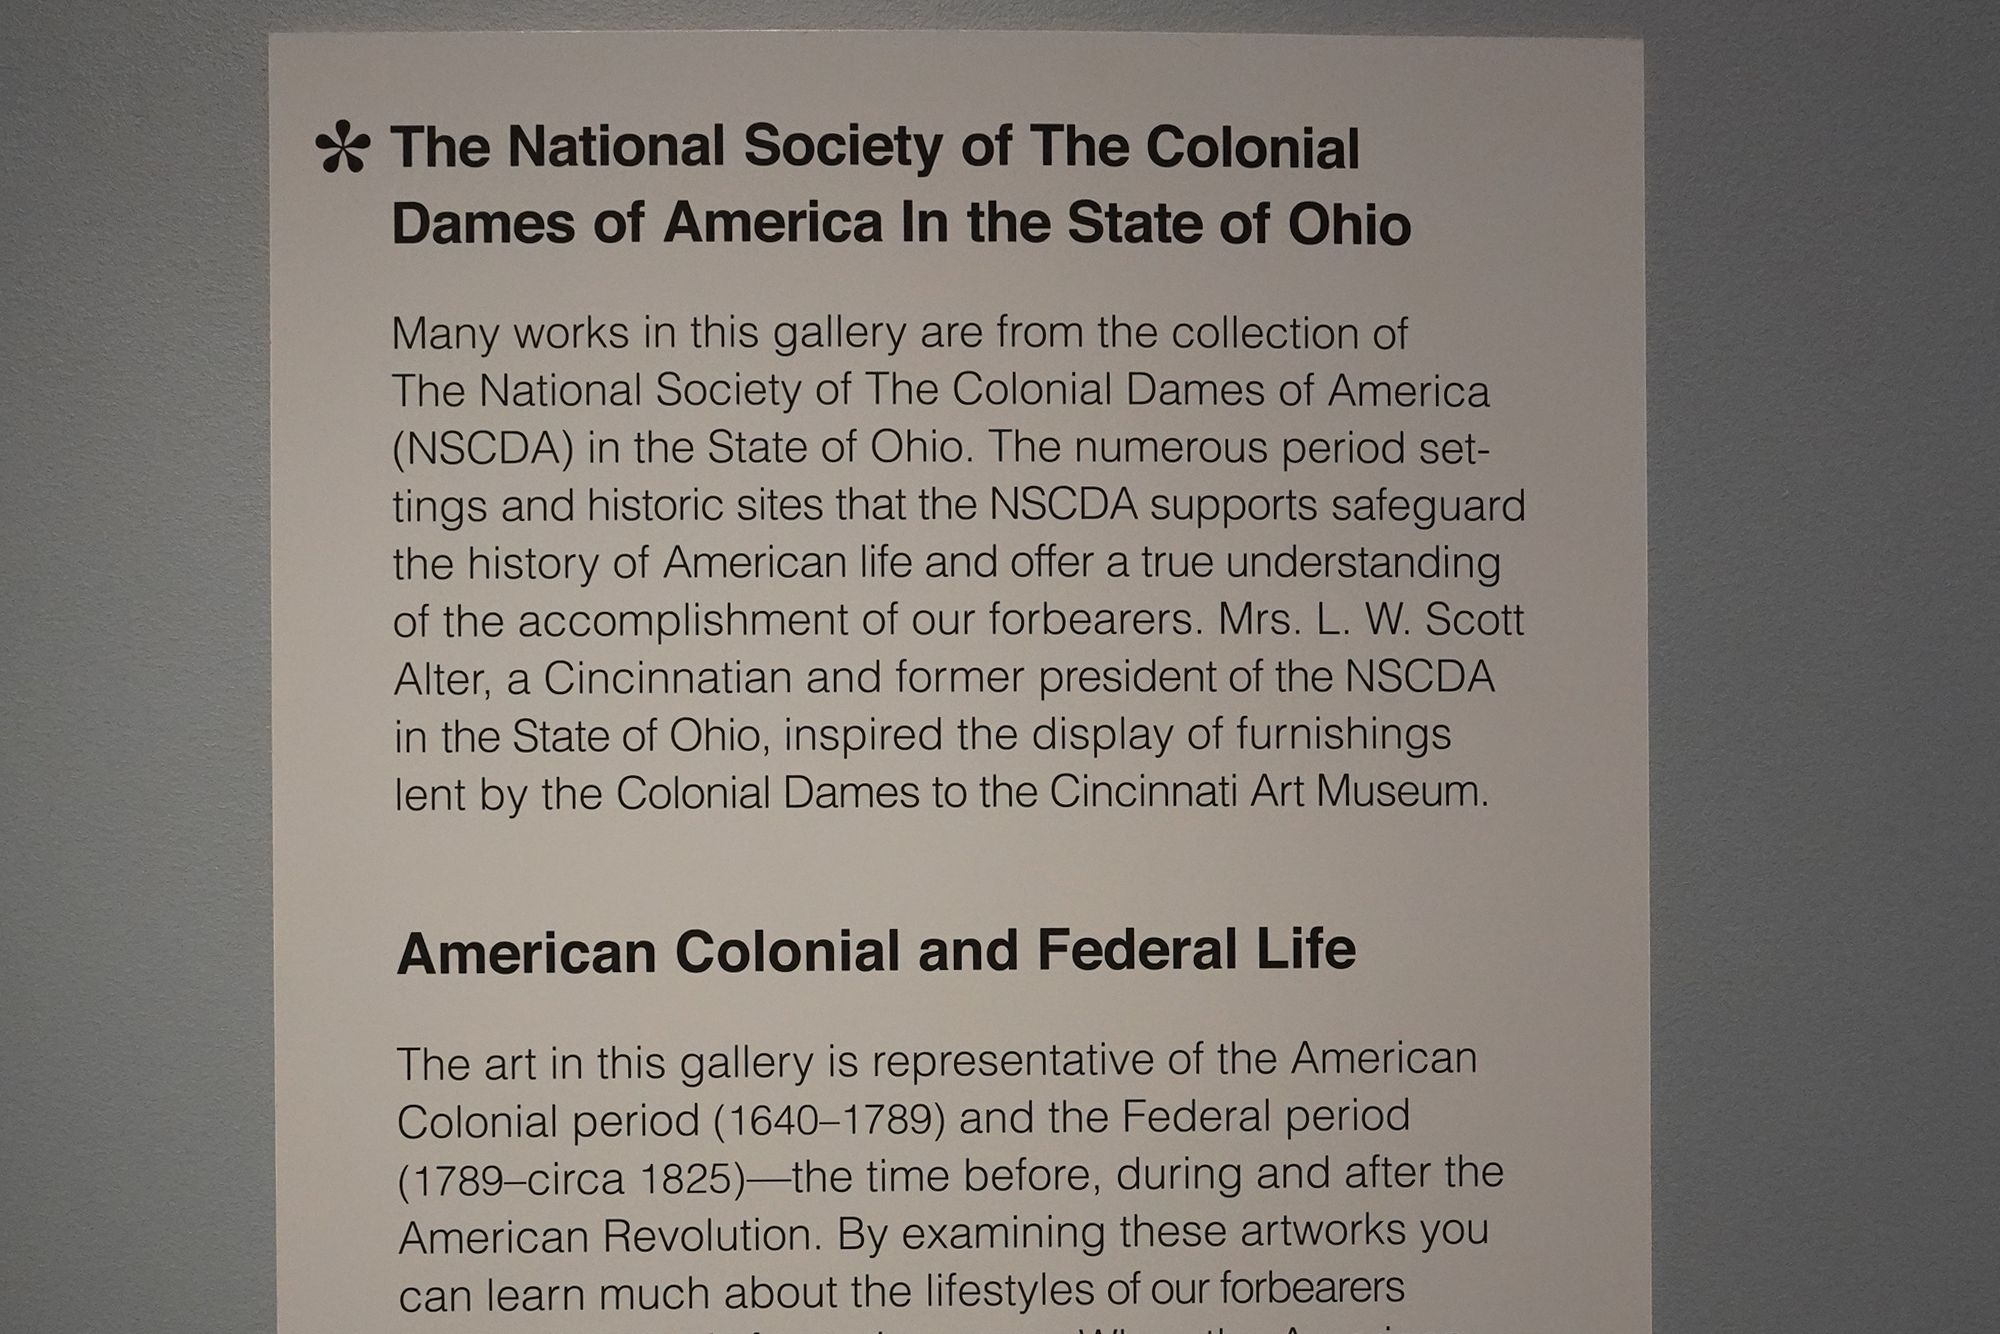 * The National Society of The Colonial
Dames of America In the State of Ohio
Many works in this gallery are from the collection of
The National Society of The Colonial Dames of America
(NSCDA) in the State of Ohio. The numerous period set-
tings and historic sites that the NSCDA supports safeguard
the history of American life and offer a true understanding
of the accomplishment of our forbearers. Mrs. L. W. Scott
Alter, a Cincinnatian and former president of the NSCDA
in the State of Ohio, inspired the display of furnishings
lent by the Colonial Dames to the Cincinnati Art Museum.
American Colonial and Federal Life
The art in this gallery is representative of the American
Colonial period (1640–1789) and the Federal period
(1789–circa 1825)—the time before, during and after the
American Revolution. By examining these artworks you
can learn much about the lifestyles of our forbearers